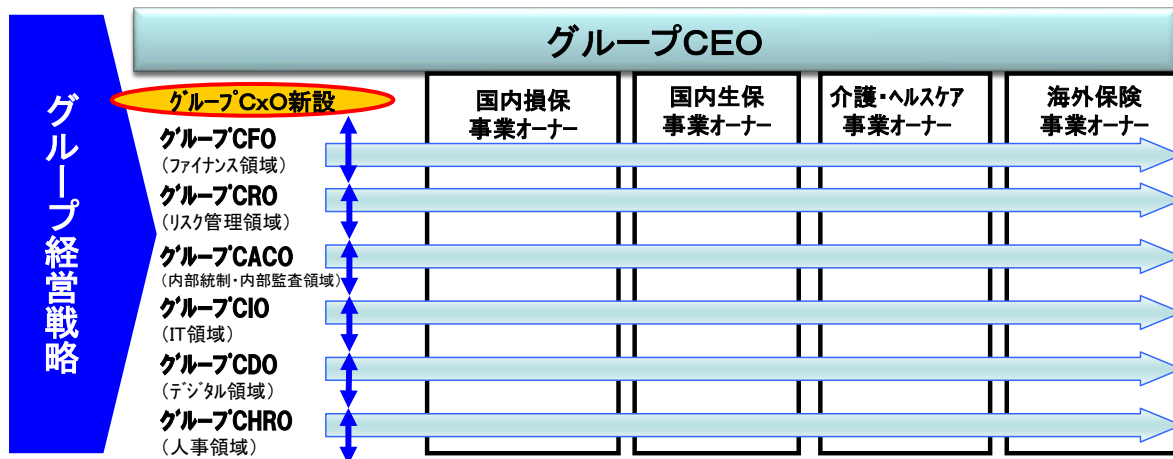 グループCEO
グループ経営戦略
グループCxO新設
国内損保
事業オーナー
国内生保
事業オーナー
介護・ヘルスケア
事業オーナー
海外保険
事業オーナー
グループCFO
(ファイナンス領域)
グループCRO
(リスク管理領域)
グループCACO
(内部統制・内部監査領域)
グループCIO
(IT領域)
グループCDO
(デジタル領域)
グループCHRO
(人事領域)